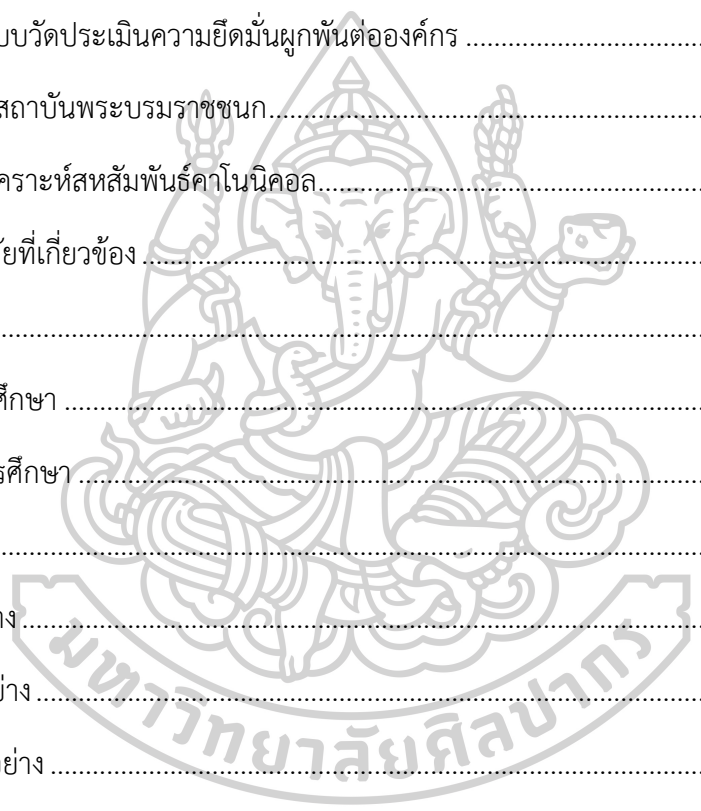 บบวัดประเมินความยึดมั่นผูกพันต่อองค์กร ........................................
สถาบันพระบรมราชชนก........................................................................
คราะห์สหสัมพันธ์คาโนนิคอล................................................................
ัยที่เกี่ยวข้อง .........................................................................................
...............................................................................................................
ศึกษา ....................................................................................................
รศึกษา ..................................................................................................
...............................................................................................................
าง ..........................................................................................................
ย่าง ........................................................................................................
อย่าง ......................................................................................................
มหาวิทยาลัยศิลปากร